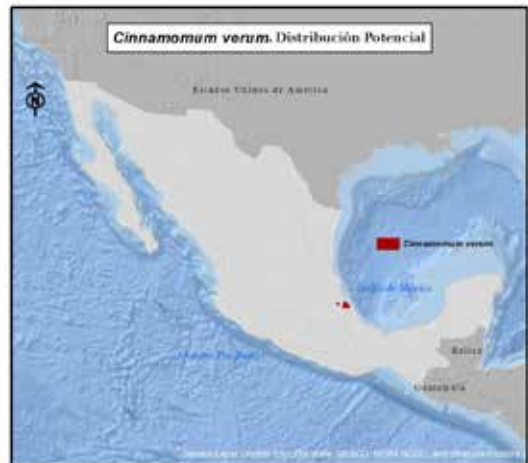 Cinnamomum verum. Distribución Potencial
Estados Unidos de América
N
Cinnamomum verum
Golfo de México
Océano Pacífico
Belice
Guatemala